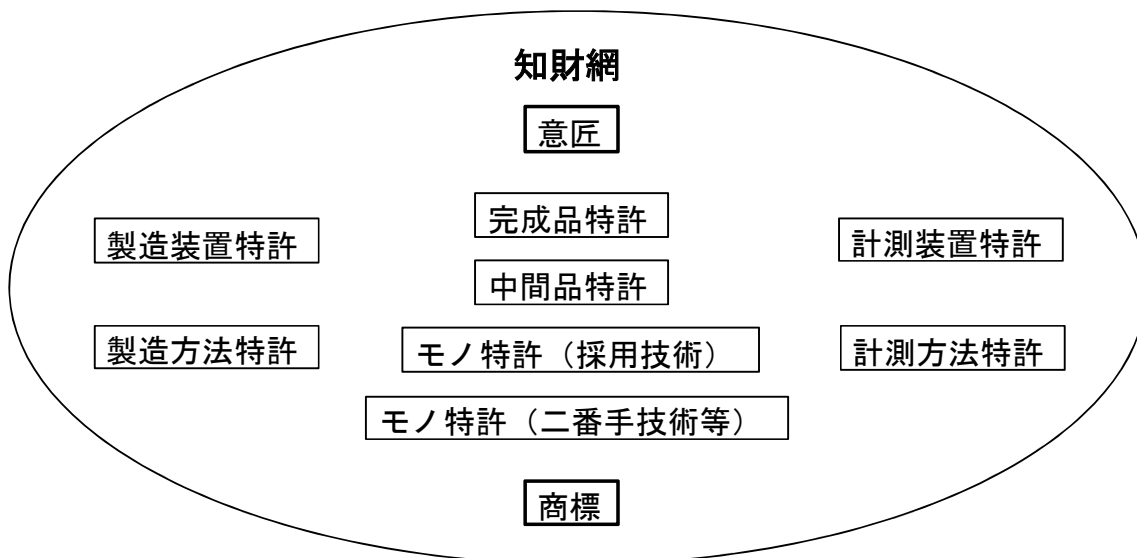 知財網
意匠
完成品特許
製造装置特許
計測装置特許
中間品特許
製造方法特許
モノ特許（採用技術）
計測方法特許
モノ特許（二番手技術等）
商標